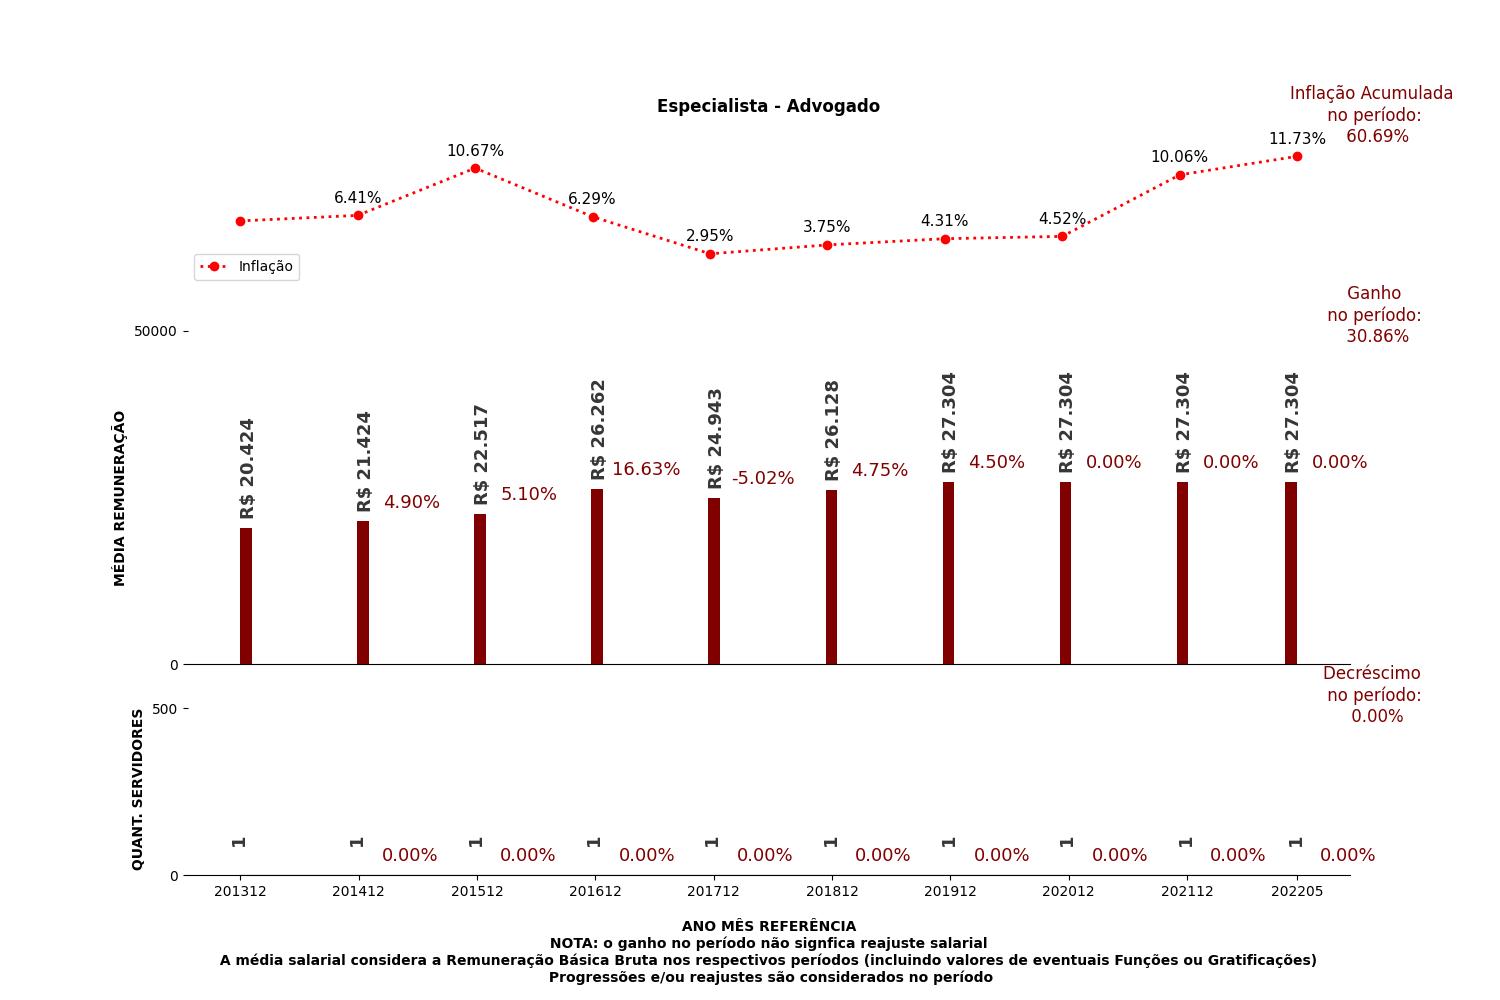 Especialista - Advogado
Inflação Acumulada
no período:
60.69%
6.41%
10.67%
6.29%
2.95%
3.75%
4.31%
4.52%
10.06%
11.73%
Inflação
Ganho
no período:
30.86%
50000
0
MÉDIA REMUNERAÇÃO
R$ 20.424
R$ 21.424
R$ 22.517
R$ 26.262
R$ 24.943
R$ 26.128
R$ 27.304
R$ 27.304
R$ 27.304
R$ 27.304
4.90%
5.10%
16.63%
-5.02%
4.75%
4.50%
0.00%
0.00%
0.00%
Decréscimo
no período:
0.00%
500
0
QUANT. SERVIDORES
1
1
1
1
1
1
1
1
1
1
0.00%
0.00%
0.00%
0.00%
0.00%
0.00%
0.00%
0.00%
0.00%
201312
201412
201512
201612
201712
201812
201912
202012
202112
202205
ANO MÊS REFERÊNCIA
NOTA: o ganho no período não signfica reajuste salarial
A média salarial considera a Remuneração Básica Bruta nos respectivos períodos (incluindo valores de eventuais Funções ou Gratificações)
Progressões e/ou reajustes são considerados no período